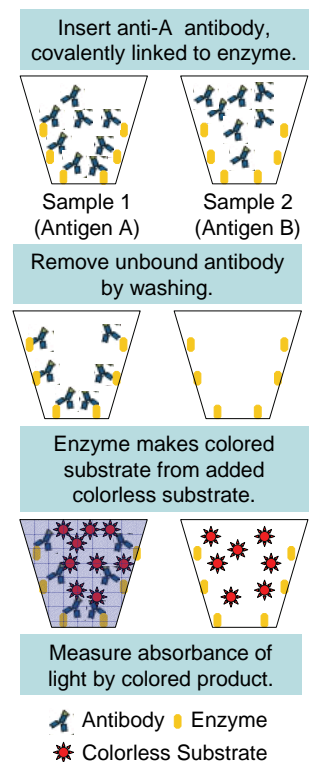 Insert anti-A antibody,
covalently linked to enzyme.
Sample 1
(Antigen A)
Sample 2
(Antigen B)
Remove unbound antibody
by washing.
Enzyme makes colored
substrate from added
colorless substrate.
Measure absorbance of
light by colored product.
Antibody
Enzyme
Colorless Substrate